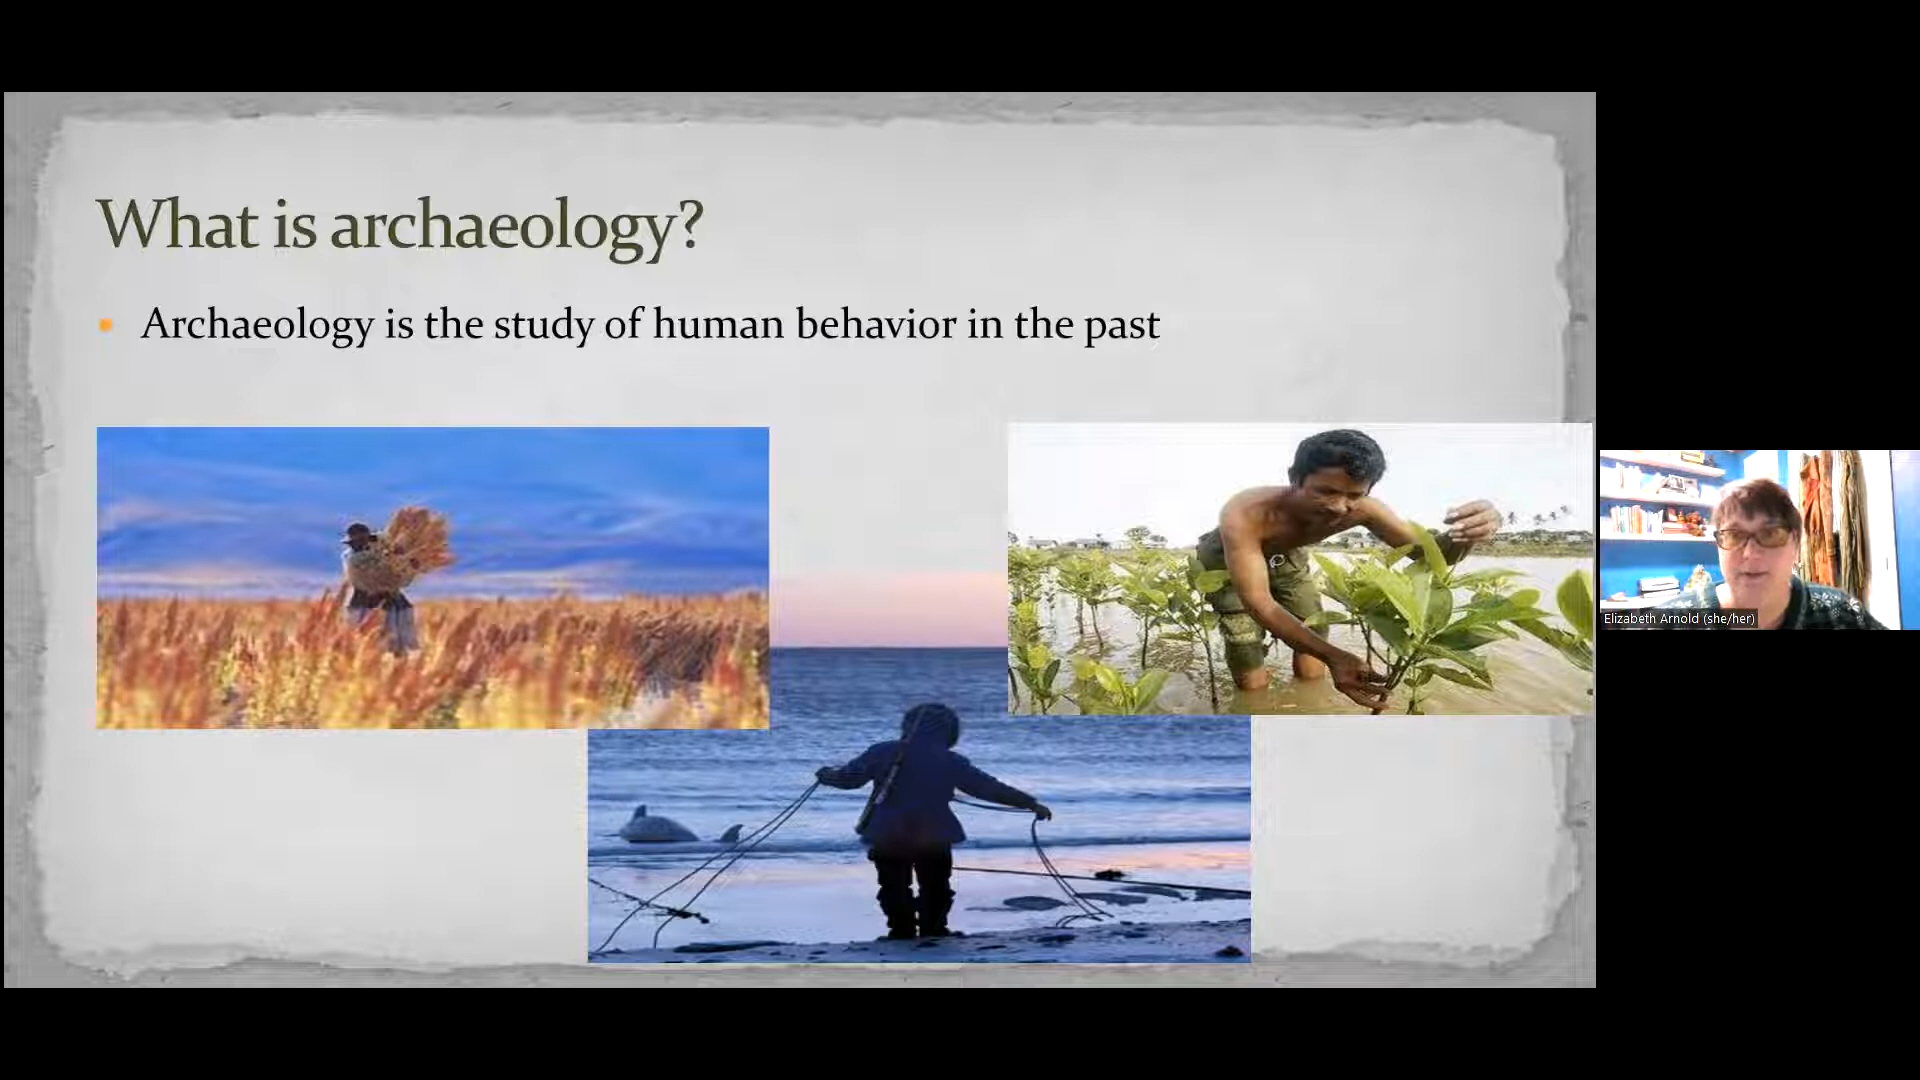 What is archaeology?
Archaeology is the study of human behavior in the past
Elizabeth Arnold (she/her)